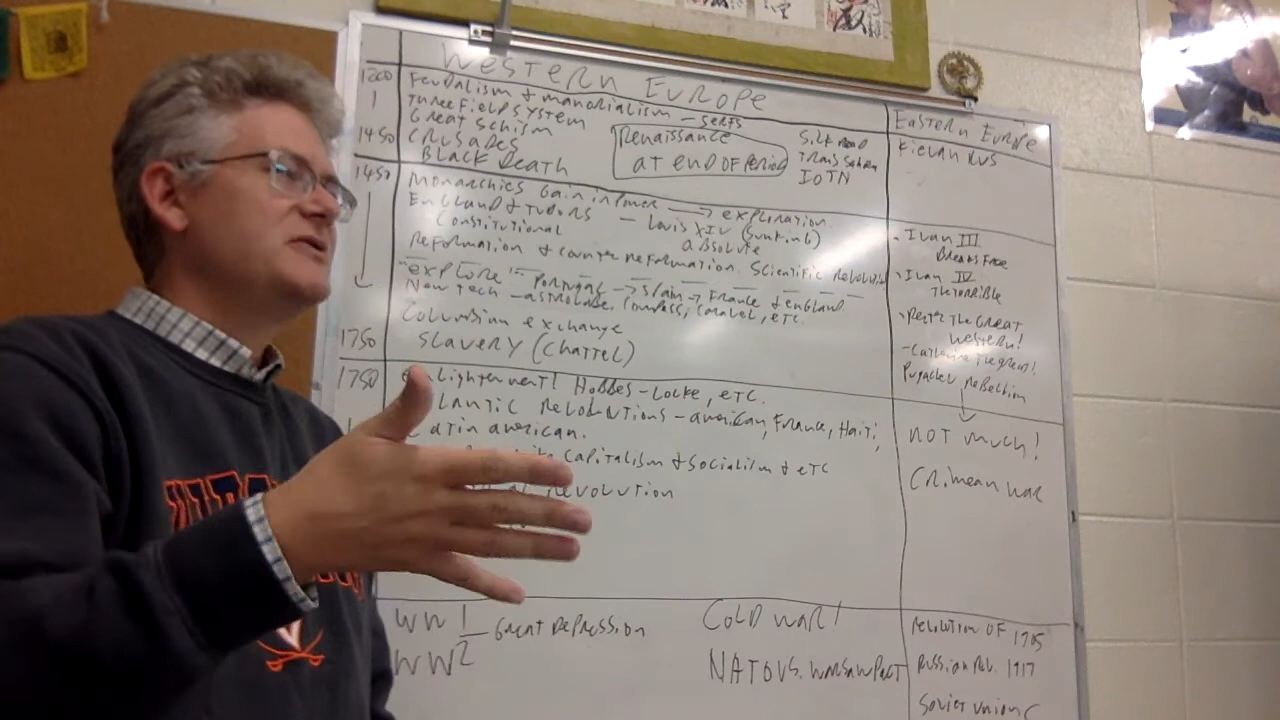 Western Europe
1200
Feudalism & manorialism - serfs
Three field system
Great Schism
1450
Crusades
Black Death
Renaissance
at end of period
Silk road
Trans Sahara
IOTN
Eastern Europe
Kievan Rus
1450
Monarchies Gain in Power → exploration
England & Tudors - Louis XIV (Sun King)
Constitutional
absolute
Reformation & counter reformation. Scientific Revolution
"explore" - Portugal → Spain → France & England
New Tech - astrolabe, compass, caravel, etc.
Columbian exchange
1750
Slavery (chattel)
- Ivan III
Breaks free
- Ivan IV
The Terrible
- Peter The Great
Western!
- Catherine the great!
1750
Enlightenment! Hobbes - Locke, etc.
Revolutions - american, France, Haiti,
Latin american.
Capitalism & Socialism & etc
Revolution
NOT much!
Crimean war
WW1 - Great Depression
WW2
Cold War!
NATO vs. Warsaw Pact
Revolution of 1905
Russian Rev. 1917
Soviet Union